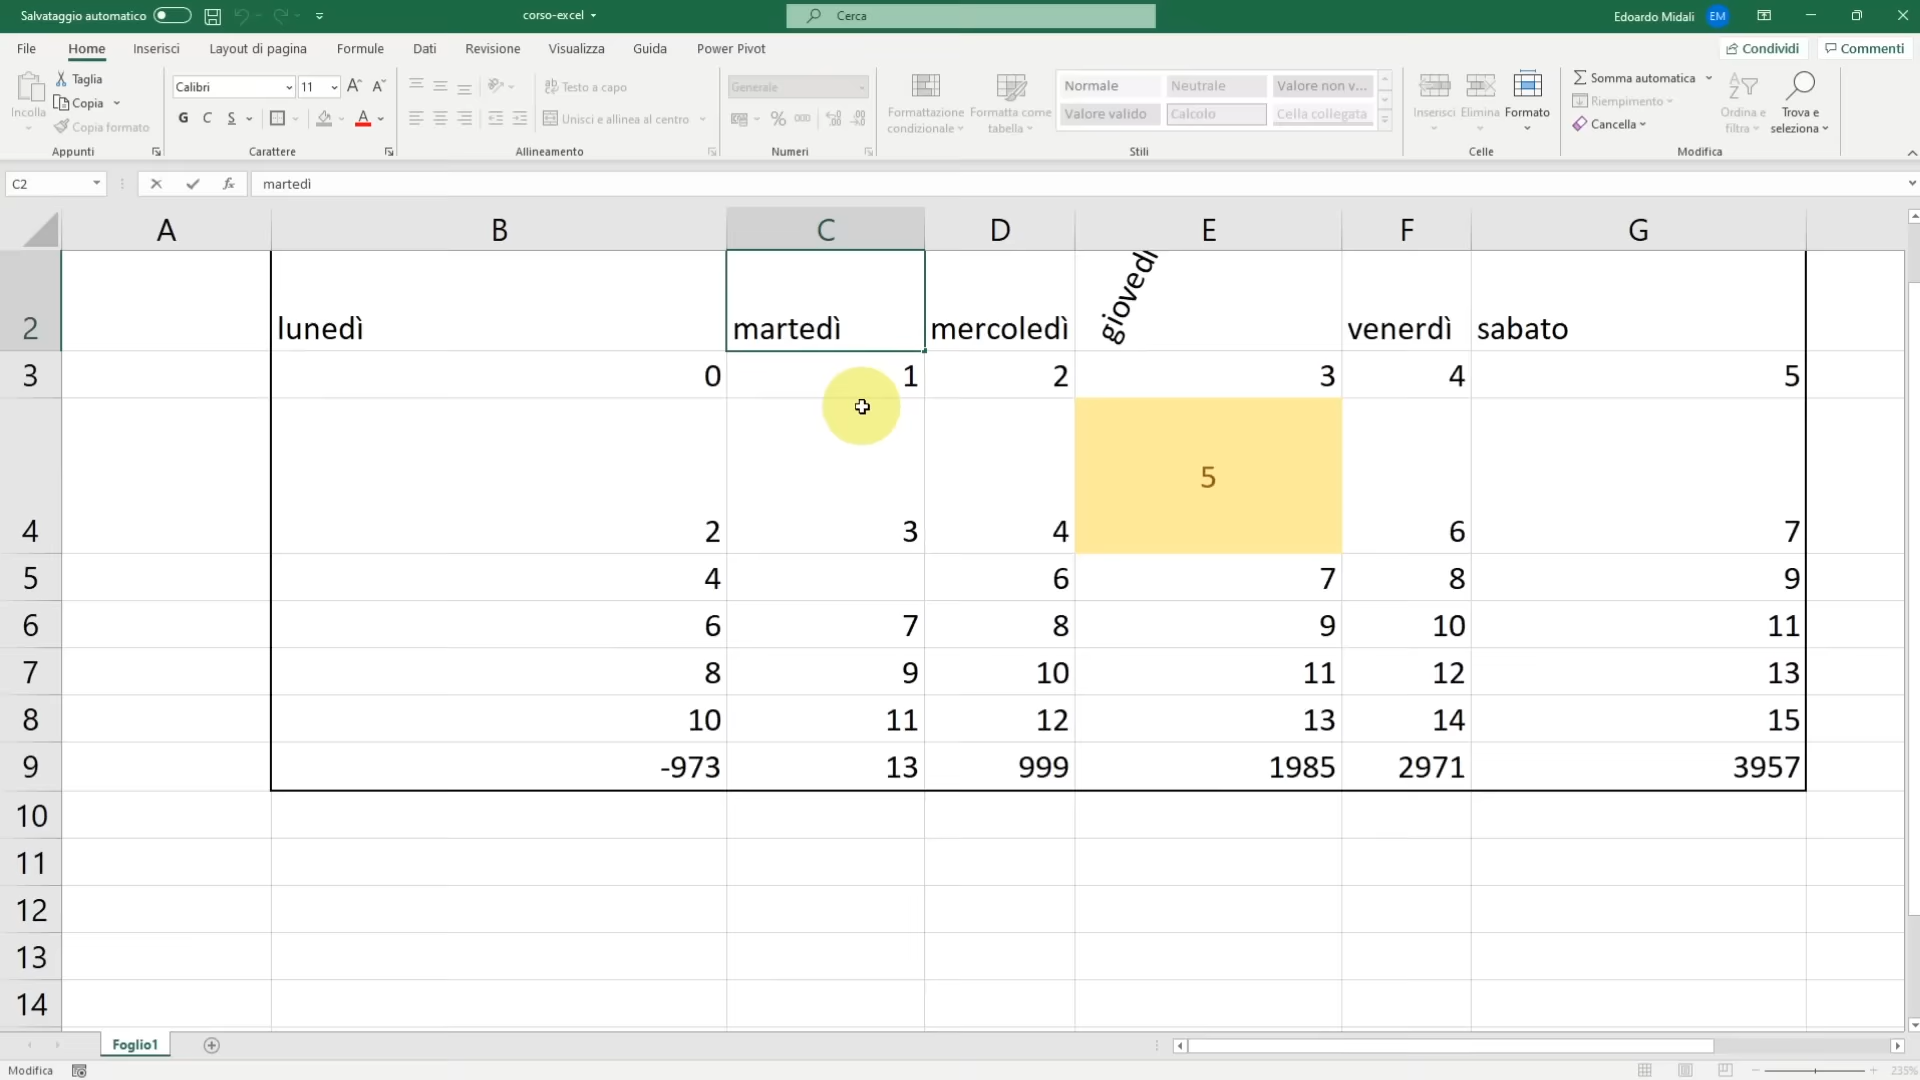 Salvataggio automatico
corso-excel
Cerca
Edoardo Midali EM
File Home Inserisci Layout di pagina Formule Dati Revisione Visualizza Guida Power Pivot
Condividi Commenti
Incolla
Taglia
Copia
Copia formato
Appunti
Calibri 11 A A
G C S A
Carattere
Testo a capo
Unisci e allinea al centro
Allineamento
Generale
% 000
Numeri
Formattazione condizionale
Formatta come tabella
Normale Neutrale Valore non v...
Valore valido Calcolo Cella collegata
Stili
Inserisci Elimina Formato
Celle
Somma automatica
Riempimento
Cancella
Ordina e filtra
Trova e seleziona
Modifica
C2 fx martedì
A B C D E F G
2 lunedì martedì mercoledì giovedì venerdì sabato
3 0 1 2 3 4 5
4 2 3 4 5 6 7
5 4 6 7 8 9
6 6 7 8 9 10 11
7 8 9 10 11 12 13
8 10 11 12 13 14 15
9 -973 13 999 1985 2971 3957
10
11
12
13
14
Foglio1
Modifica
235%